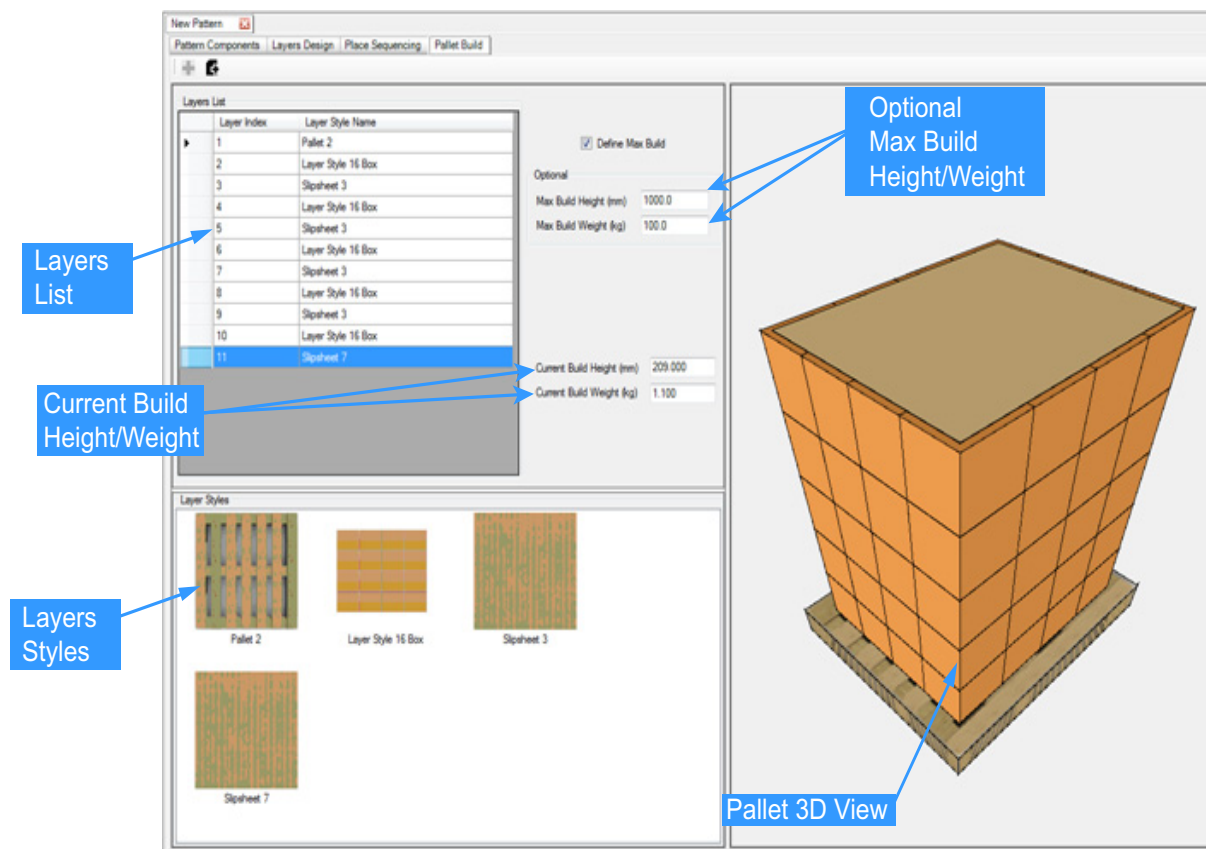 New Pattern
Pattern Components Layers Design Place Sequencing Pallet Build
Layers List
Layer Index Layer Style Name
1 Pallet 2
2 Layer Style 16 Box
3 Slipsheet 3
4 Layer Style 16 Box
5 Slipsheet 3
6 Layer Style 16 Box
7 Slipsheet 3
8 Layer Style 16 Box
9 Slipsheet 3
10 Layer Style 16 Box
11 Slipsheet 7
Define Max Build
Optional
Max Build Height (mm) 1000.0
Max Build Weight (kg) 100.0
Current Build Height (mm) 209.000
Current Build Weight (kg) 1.100
Optional
Max Build
Height/Weight
Layers
List
Current Build
Height/Weight
Layer Styles
Pallet 2
Layer Style 16 Box
Slipsheet 3
Slipsheet 7
Layers
Styles
Pallet 3D View